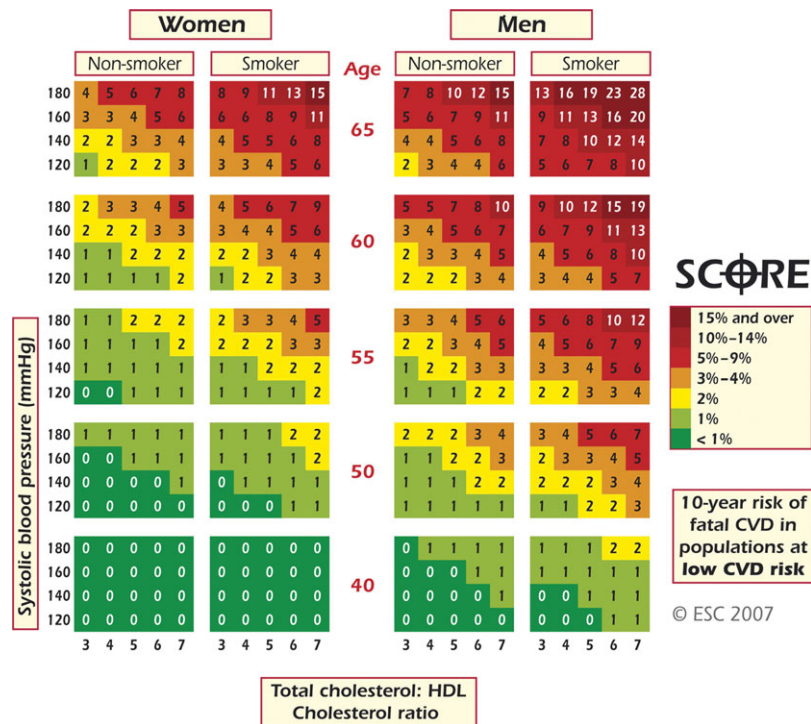 Women Men
Non-smoker Smoker Age Non-smoker Smoker
180 4 5 6 7 8 8 9 11 13 15 7 8 10 12 15 13 16 19 23 28
160 3 3 4 5 6 6 6 8 9 11 5 6 7 9 11 9 11 13 16 20
65
140 2 2 3 3 4 4 5 5 6 8 4 4 5 6 8 7 8 10 12 14
120 1 2 2 2 3 3 3 4 5 6 2 3 4 4 6 5 6 7 8 10
180 2 3 3 4 5 4 5 6 7 9 5 5 7 8 10 9 10 12 15 19
160 2 2 2 3 3 3 4 4 5 6 3 4 5 6 7 6 7 9 11 13
60
140 1 1 2 2 2 2 2 3 4 4 2 3 3 4 5 4 5 6 8 10
120 1 1 1 1 2 1 2 2 3 3 2 2 2 3 4 3 4 4 5 7
180 1 1 2 2 2 2 3 3 4 5 3 3 4 5 6 5 6 8 10 12
160 1 1 1 1 2 2 2 2 3 3 2 2 3 4 5 4 5 6 7 9
55
140 1 1 1 1 1 1 1 2 2 2 1 2 2 3 3 3 3 4 5 6
120 0 0 1 1 1 1 1 1 1 2 1 1 1 2 2 2 2 3 3 4
180 1 1 1 1 1 1 1 1 2 2 2 2 2 3 4 3 4 5 6 7
160 0 0 1 1 1 1 1 1 1 2 1 1 2 2 3 2 3 3 4 5
50
140 0 0 0 0 1 0 1 1 1 1 1 1 1 2 2 2 2 2 3 4
120 0 0 0 0 0 0 0 0 1 1 1 1 1 1 1 1 1 2 2 3
180 0 0 0 0 0 0 0 0 0 0 0 1 1 1 1 1 1 1 2 2
160 0 0 0 0 0 0 0 0 0 0 0 0 0 1 1 1 1 1 1 1
40
140 0 0 0 0 0 0 0 0 0 0 0 0 0 0 1 0 0 1 1 1
120 0 0 0 0 0 0 0 0 0 0 0 0 0 0 0 0 0 0 1 1
3 4 5 6 7 3 4 5 6 7 3 4 5 6 7 3 4 5 6 7
Systolic blood pressure (mmHg)
Total cholesterol: HDL
Cholesterol ratio
SCORE
15% and over
10%–14%
5%–9%
3%–4%
2%
1%
< 1%
10-year risk of
fatal CVD in
populations at
low CVD risk
© ESC 2007